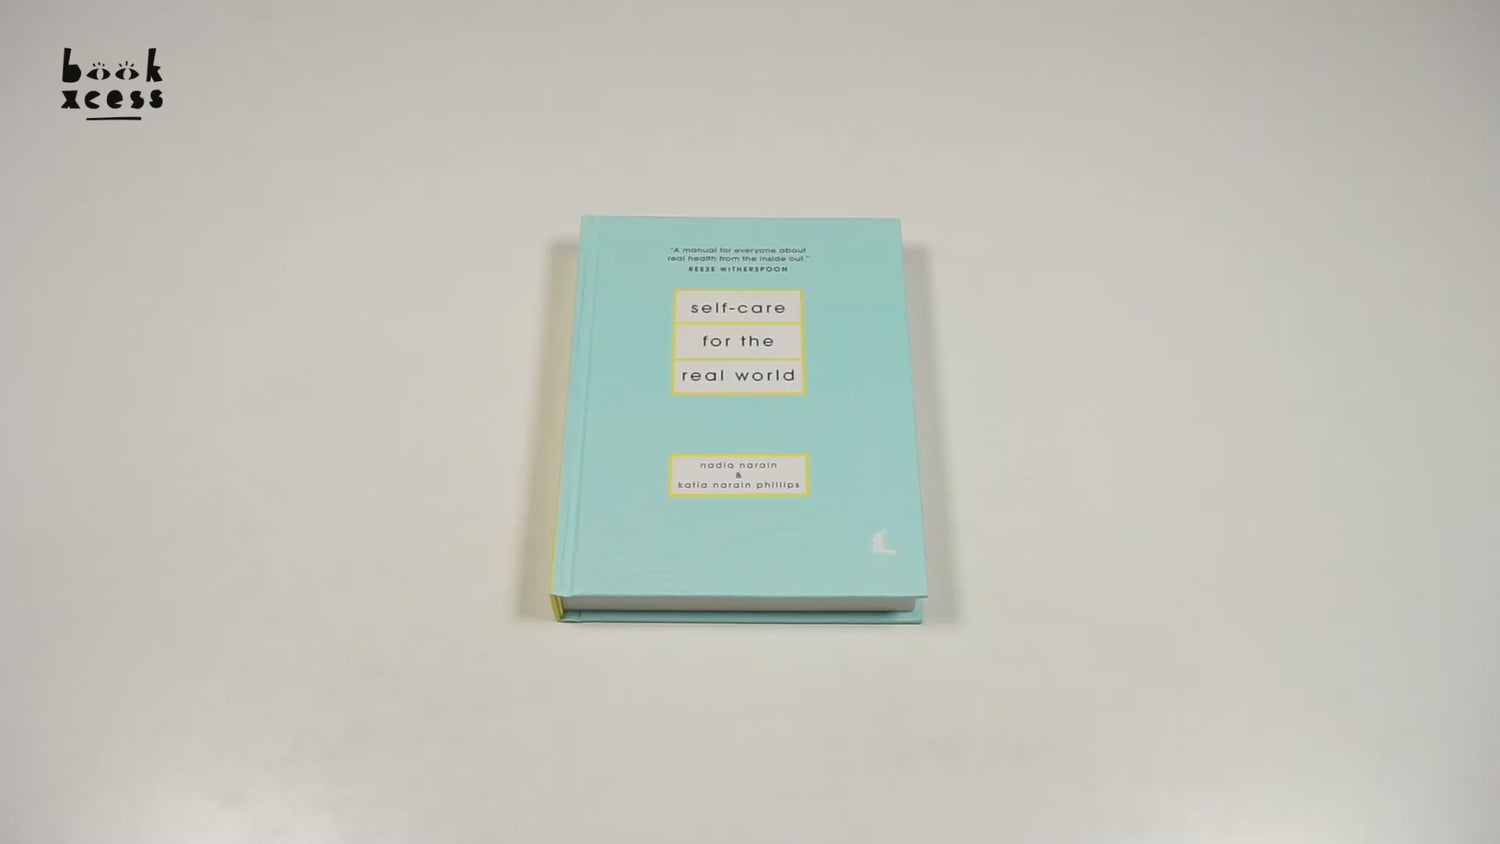 book
xcess
"A manual for everyone about
real health from the inside out."
REESE WITHERSPOON
self-care
for the
real world
nadia narain
&
katia narain phillips